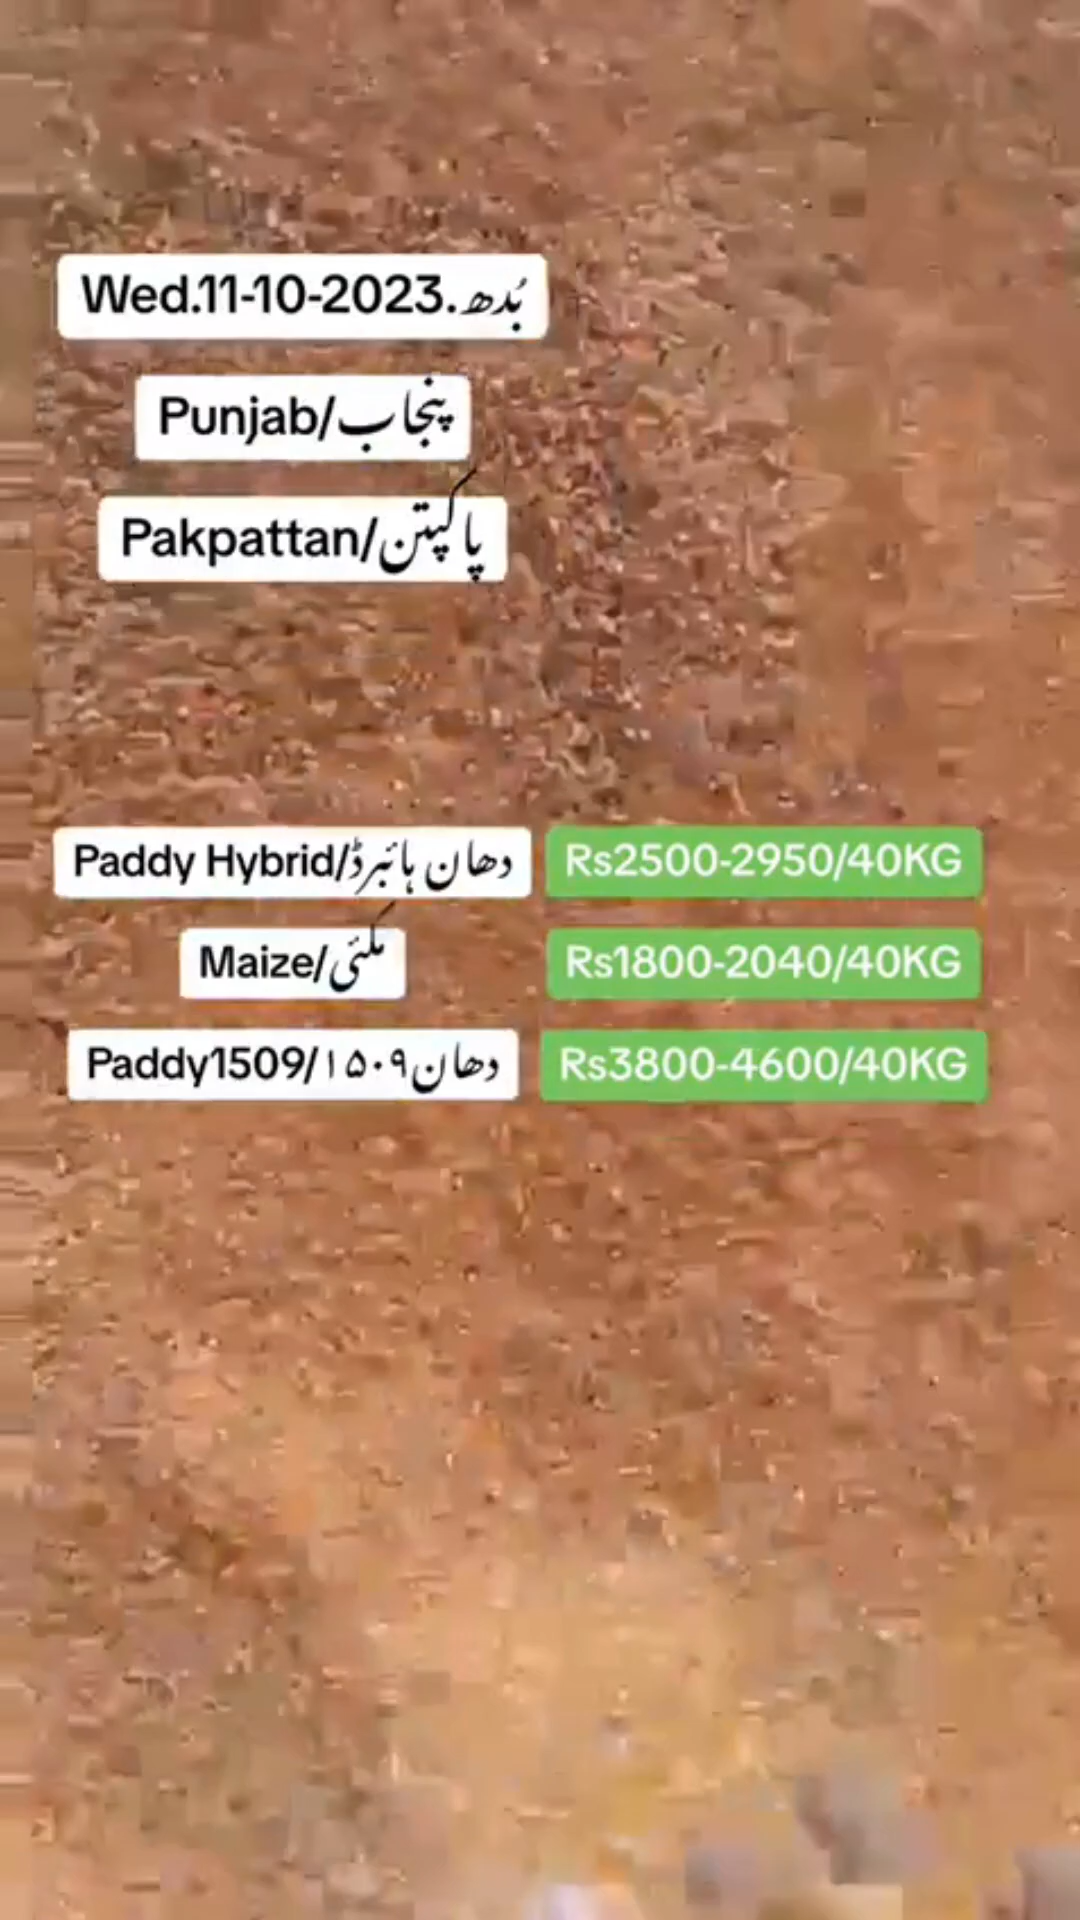 Wed.11-10-2023.بُدھ
Punjab/پنجاب
Pakpattan/پاکپتن
Paddy Hybrid/دھان ہائبرڈ Rs2500-2950/40KG
Maize/مکئی Rs1800-2040/40KG
Paddy1509/دھان۱۵۰۹ Rs3800-4600/40KG